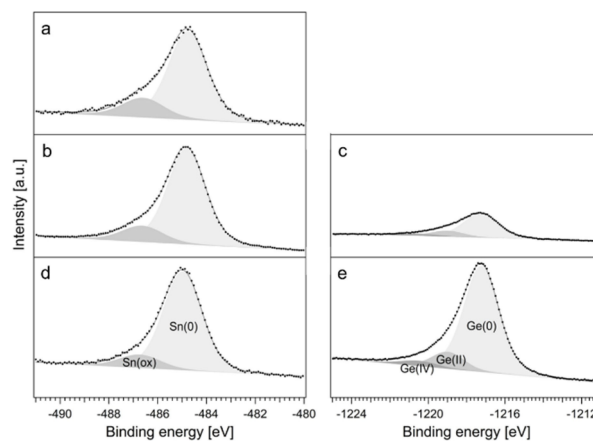 a
b
c
Intensity [a.u.]
d
e
Sn(0)
Sn(ox)
Ge(0)
Ge(II)
Ge(IV)
-490 -488 -486 -484 -482 -480
-1224 -1220 -1216 -1212
Binding energy [eV]
Binding energy [eV]